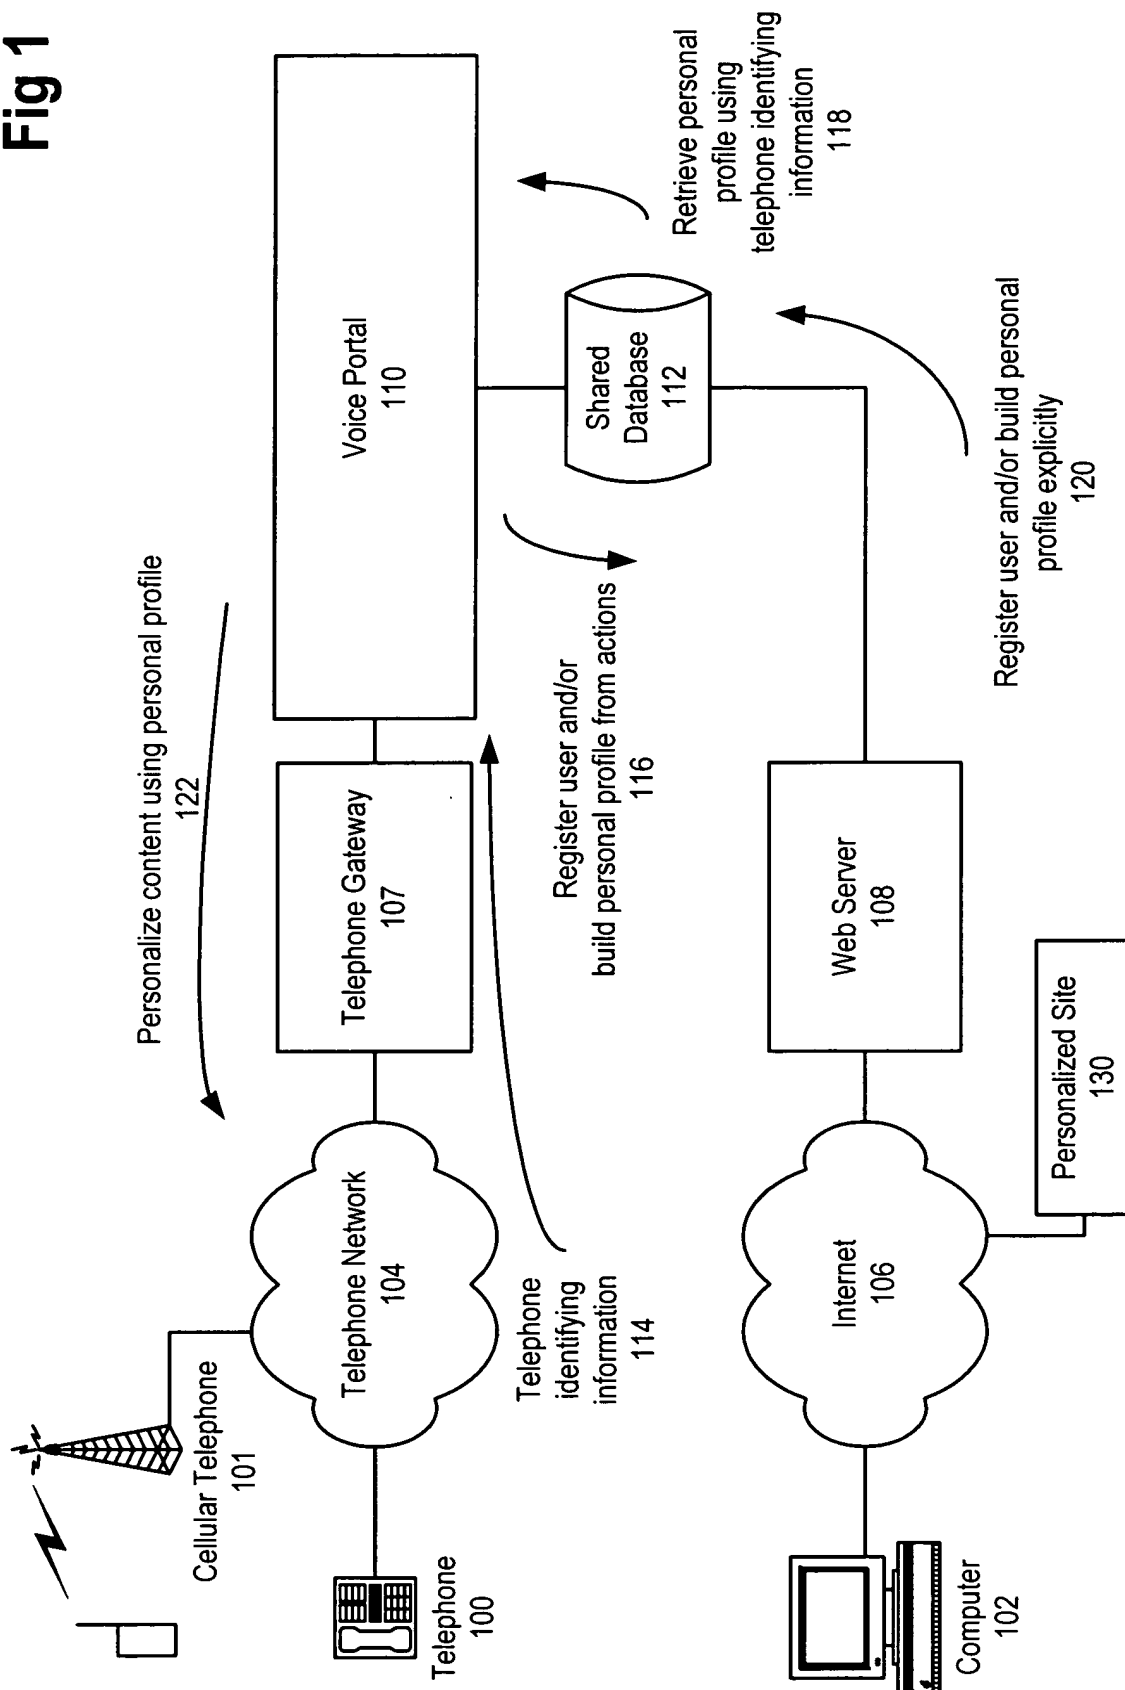 Fig 1
Personalize content using personal profile
122
Cellular Telephone
101
Telephone
100
Telephone Network
104
Telephone Gateway
107
Voice Portal
110
Telephone
identifying
information
114
Register user and/or
build personal profile from actions
116
Shared
Database
112
Retrieve personal
profile using
telephone identifying
information
118
Computer
102
Internet
106
Web Server
108
Register user and/or build personal
profile explicitly
120
Personalized Site
130